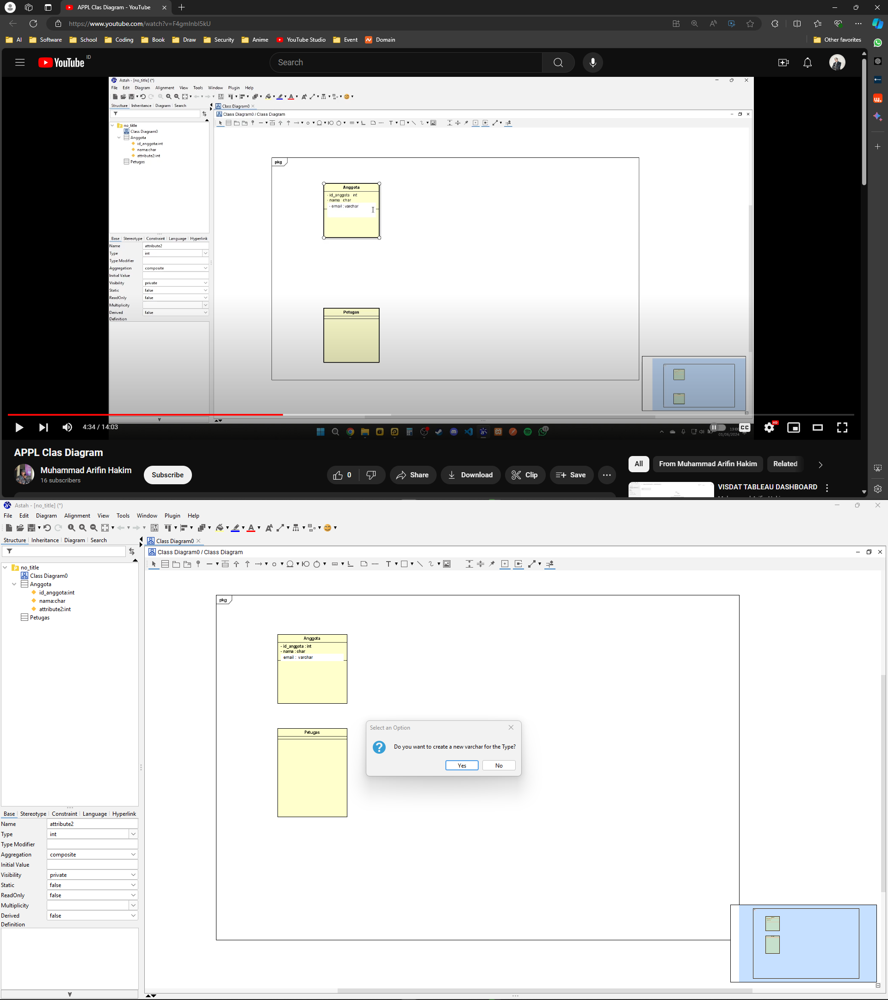 APPL Clas Diagram - YouTube
https://www.youtube.com/watch?v=F4gmInbI5kU
AI Software School Coding Book Draw Security Anime YouTube Studio Event Domain Other favorites
YouTube ID
Search
Astah - [no_title] (*)
File Edit Diagram Alignment View Tools Window Plugin Help
Structure Inheritance Diagram Search
Class Diagram0
Class Diagram0 / Class Diagram
no_title
Class Diagram0
Anggota
id_anggota:int
nama:char
attribute2:int
Petugas
pkg
Anggota
- id_anggota int
- nama char
- email : varchar
Petugas
Base Stereotype Constraint Language Hyperlink
Name attribute2
Type int
Type Modifier
Aggregation composite
Initial Value
Visibility private
Static false
ReadOnly false
Multiplicity
Derived false
Definition
4:34 / 14:03
13:00
01/06/2024
CC
HD
APPL Clas Diagram
Muhammad Arifin Hakim
16 subscribers
Subscribe
0
Share
Download
Clip
Save
All
From Muhammad Arifin Hakim
Related
VISDAT TABLEAU DASHBOARD
Astah - [no_title] (*)
File Edit Diagram Alignment View Tools Window Plugin Help
Structure Inheritance Diagram Search
Class Diagram0
Class Diagram0 / Class Diagram
no_title
Class Diagram0
Anggota
id_anggota:int
nama:char
attribute2:int
Petugas
pkg
Anggota
- id_anggota : int
- nama : char
email : varchar
Petugas
Select an Option
Do you want to create a new varchar for the Type?
Yes
No
Base Stereotype Constraint Language Hyperlink
Name attribute2
Type int
Type Modifier
Aggregation composite
Initial Value
Visibility private
Static false
ReadOnly false
Multiplicity
Derived false
Definition